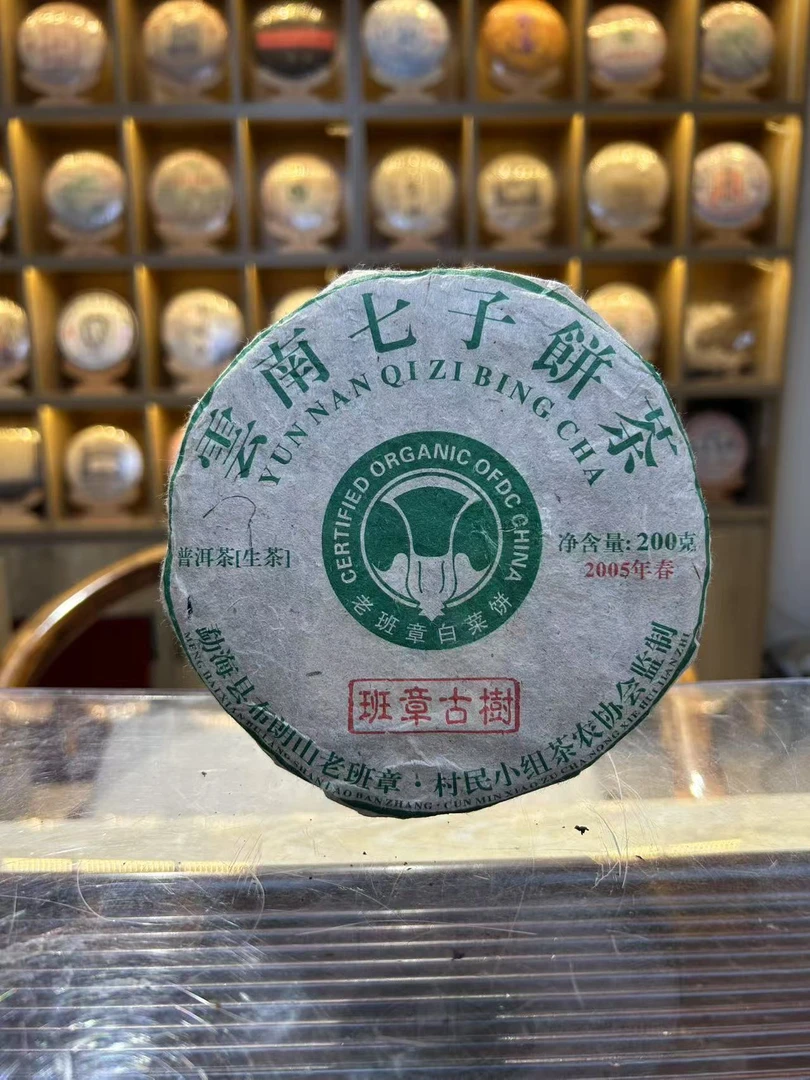 雲南七子餅茶
YUN NAN QI ZI BING CHA
CERTIFIED ORGANIC OFDC CHINA
老班章白菜饼
普洱茶[生茶]
净含量: 200克
2005年春
班章古樹
勐海县布朗山老班章·村民小组茶农协会监制